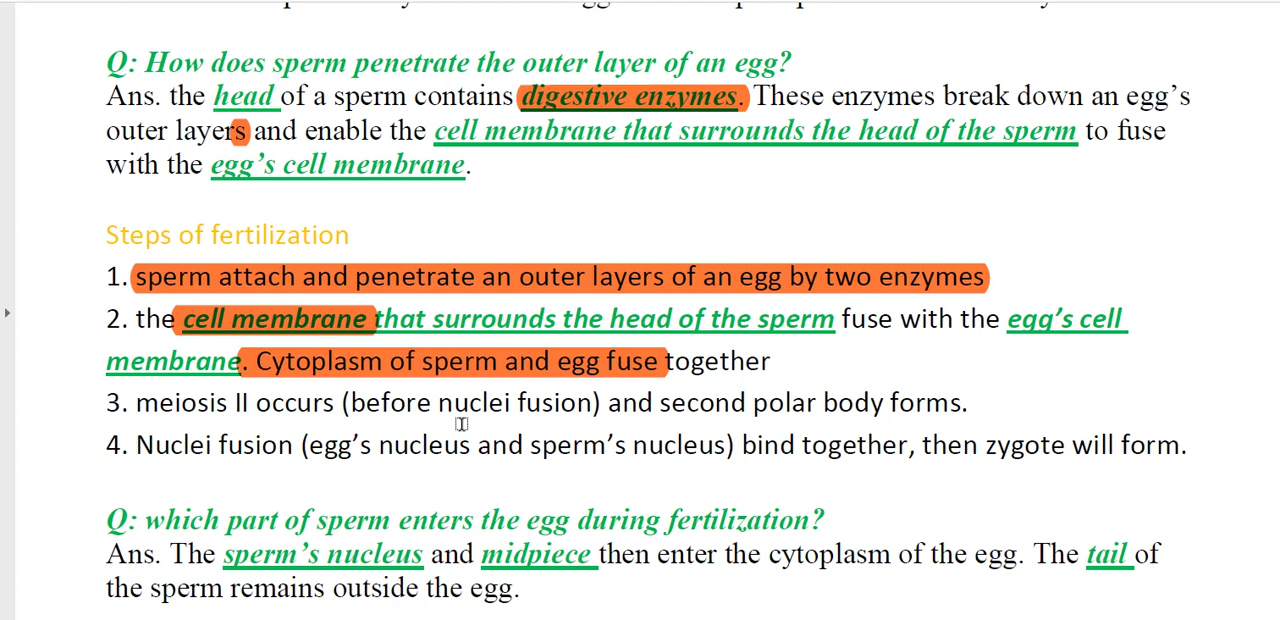 Q: How does sperm penetrate the outer layer of an egg?
Ans. the head of a sperm contains digestive enzymes. These enzymes break down an egg’s
outer layers and enable the cell membrane that surrounds the head of the sperm to fuse
with the egg’s cell membrane.
Steps of fertilization
1. sperm attach and penetrate an outer layers of an egg by two enzymes
2. the cell membrane that surrounds the head of the sperm fuse with the egg’s cell
membrane. Cytoplasm of sperm and egg fuse together
3. meiosis II occurs (before nuclei fusion) and second polar body forms.
4. Nuclei fusion (egg’s nucleus and sperm’s nucleus) bind together, then zygote will form.
Q: which part of sperm enters the egg during fertilization?
Ans. The sperm’s nucleus and midpiece then enter the cytoplasm of the egg. The tail of
the sperm remains outside the egg.